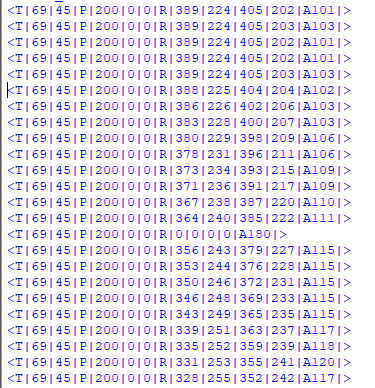 <T|69|45|P|200|0|0|R|389|224|405|202|A101|>
<T|69|45|P|200|0|0|R|389|224|405|203|A103|>
<T|69|45|P|200|0|0|R|389|224|405|202|A101|>
<T|69|45|P|200|0|0|R|389|224|405|202|A101|>
<T|69|45|P|200|0|0|R|389|224|405|203|A103|>
<T|69|45|P|200|0|0|R|388|225|404|204|A102|>
<T|69|45|P|200|0|0|R|386|226|402|206|A103|>
<T|69|45|P|200|0|0|R|383|228|400|207|A103|>
<T|69|45|P|200|0|0|R|380|229|398|209|A106|>
<T|69|45|P|200|0|0|R|378|231|396|211|A106|>
<T|69|45|P|200|0|0|R|373|234|393|215|A109|>
<T|69|45|P|200|0|0|R|371|236|391|217|A109|>
<T|69|45|P|200|0|0|R|367|238|387|220|A110|>
<T|69|45|P|200|0|0|R|364|240|385|222|A111|>
<T|69|45|P|200|0|0|R|0|0|0|0|A180|>
<T|69|45|P|200|0|0|R|356|243|379|227|A115|>
<T|69|45|P|200|0|0|R|353|244|376|228|A115|>
<T|69|45|P|200|0|0|R|350|246|372|231|A115|>
<T|69|45|P|200|0|0|R|346|248|369|233|A115|>
<T|69|45|P|200|0|0|R|343|249|365|235|A115|>
<T|69|45|P|200|0|0|R|339|251|363|237|A117|>
<T|69|45|P|200|0|0|R|335|252|359|239|A118|>
<T|69|45|P|200|0|0|R|331|253|355|241|A120|>
<T|69|45|P|200|0|0|R|328|255|352|242|A117|>